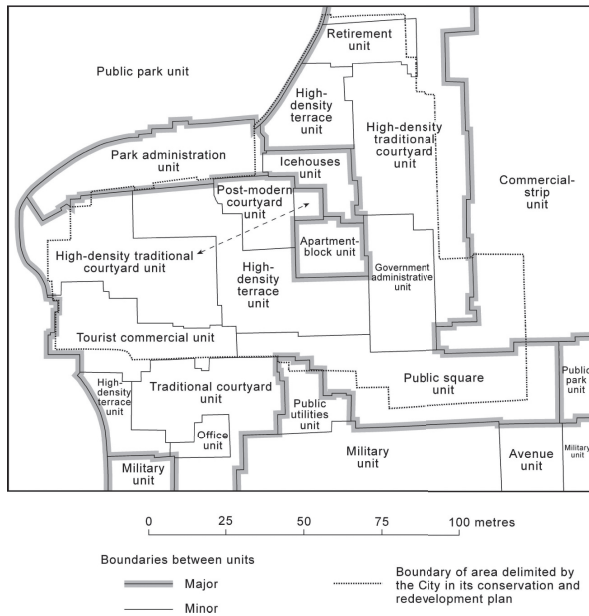 Retirement
unit
Public park unit
High-
density
terrace
unit
High-density
traditional
courtyard
unit
Park administration
unit
Icehouses
unit
Commercial-
strip
unit
Post-modern
courtyard
unit
High-density traditional
courtyard unit
Apartment-
block unit
High-
density
terrace
unit
Government
administrative
unit
Tourist commercial unit
High-
density
terrace
unit
Traditional courtyard
unit
Public square
unit
Public
park
unit
Public
utilities
unit
Office
unit
Military
unit
Military
unit
Avenue
unit
Military
unit
0 25 50 75 100 metres
Boundaries between units
Major
Minor
Boundary of area delimited by
the City in its conservation and
redevelopment plan